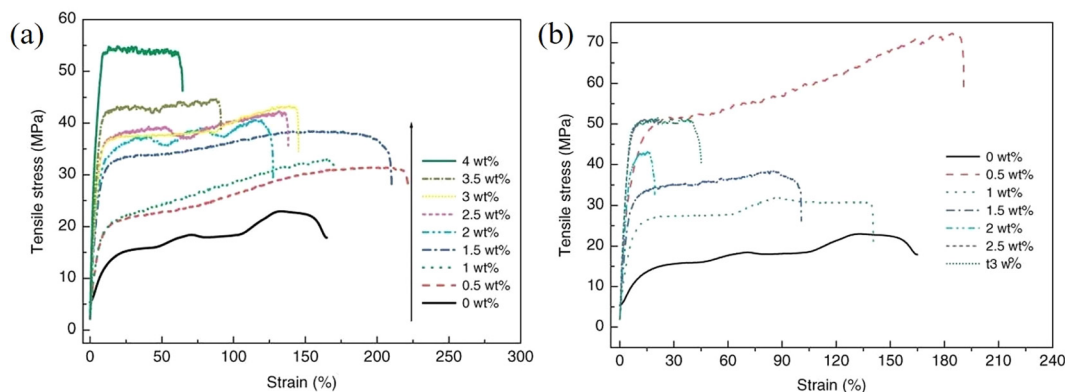 (a)
Tensile stress (MPa)
60
50
40
30
20
10
0
4 wt%
3.5 wt%
3 wt%
2.5 wt%
2 wt%
1.5 wt%
1 wt%
0.5 wt%
0 wt%
0 50 100 150 200 250 300
Strain (%)
(b)
Tensile stress (MPa)
70
60
50
40
30
20
10
0
0 wt%
0.5 wt%
1 wt%
1.5 wt%
2 wt%
2.5 wt%
t3 w%
0 30 60 90 120 150 180 210 240
Strain (%)